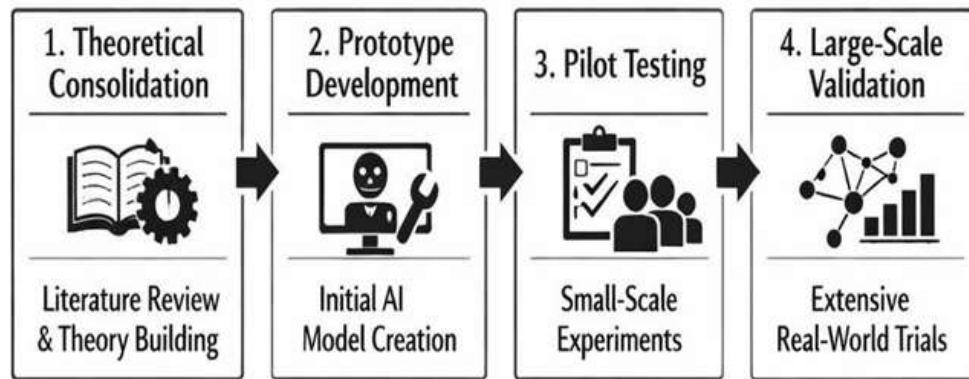 1. Theoretical
Consolidation
Literature Review
& Theory Building
2. Prototype
Development
Initial AI
Model Creation
3. Pilot Testing
Small-Scale
Experiments
4. Large-Scale
Validation
Extensive
Real-World Trials